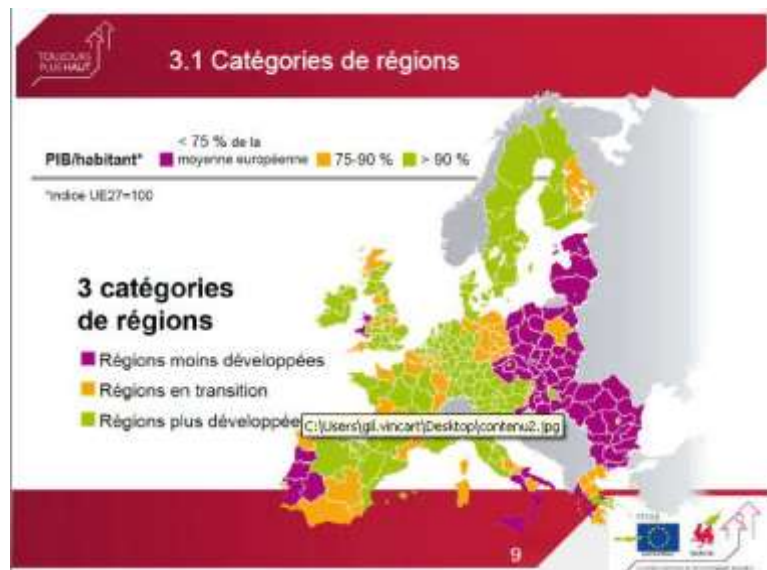 TOUJOURS
PLUS HAUT
3.1 Catégories de régions
< 75 % de la
PIB/habitant* moyenne européenne 75-90 % > 90 %
*Indice UE27=100
3 catégories
de régions
Régions moins développées
Régions en transition
Régions plus développée
C:\Users\gil.vincart\Desktop\contenu2.jpg
9